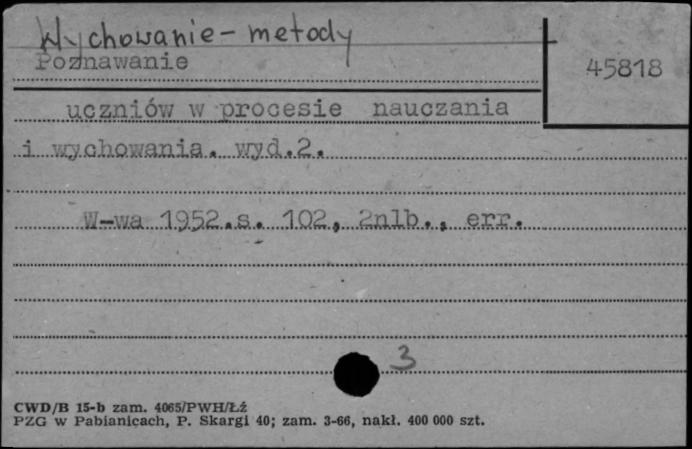 Wychowanie - metody
Poznawanie
45818
uczniów w procesie nauczania
i wychowania. wyd.2.
W-wa 1952.s. 102, 2nlb., err.
3
CWD/B 15-b zam. 4065/PWH/Łź
PZG w Pabianicach, P. Skargi 40; zam. 3-66, nakł. 400 000 szt.